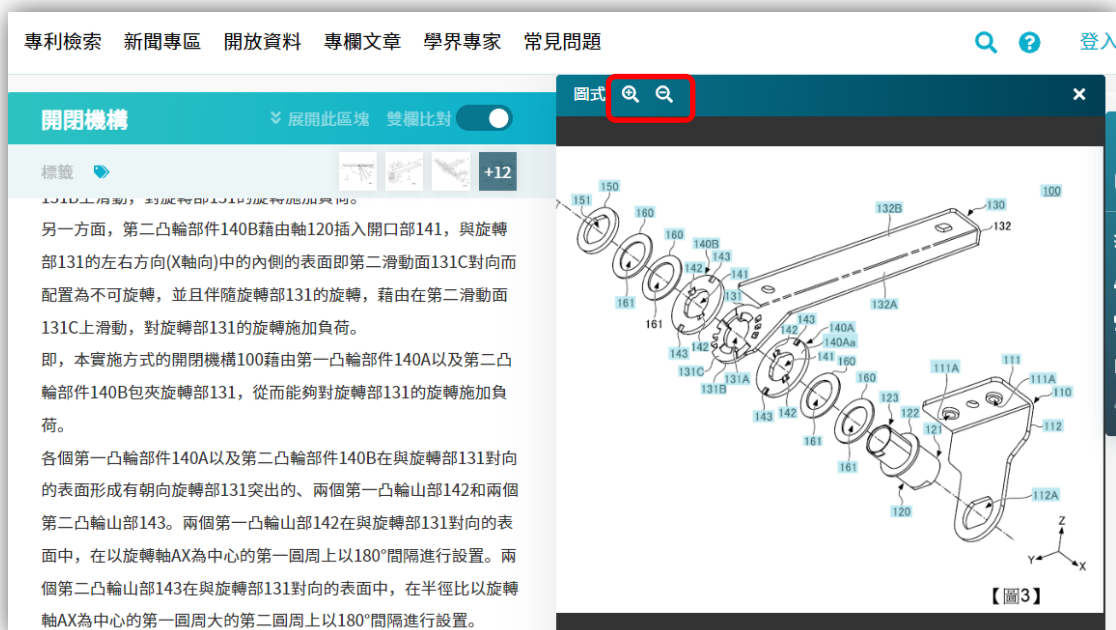 專利檢索 新聞專區 開放資料 專欄文章 學界專家 常見問題
登入
開閉機構
展開此區塊 雙欄比對
標籤
+12
另一方面，第二凸輪部件140B藉由軸120插入開口部141，與旋轉
部131的左右方向(X軸向)中的內側的表面即第二滑動面131C對向而
配置為不可旋轉，並且伴隨旋轉部131的旋轉，藉由在第二滑動面
131C上滑動，對旋轉部131的旋轉施加負荷。
即，本實施方式的開閉機構100藉由第一凸輪部件140A以及第二凸
輪部件140B包夾旋轉部131，從而能夠對旋轉部131的旋轉施加負
荷。
各個第一凸輪部件140A以及第二凸輪部件140B在與旋轉部131對向
的表面形成有朝向旋轉部131突出的、兩個第一凸輪山部142和兩個
第二凸輪山部143。兩個第一凸輪山部142在與旋轉部131對向的表
面中，在以旋轉軸AX為中心的第一圓周上以180°間隔進行設置。兩
個第二凸輪山部143在與旋轉部131對向的表面中，在半徑比以旋轉
軸AX為中心的第一圓周大的第二圓周上以180°間隔進行設置。
圖式
150
100
151
160
132B
130
160
140B
132
142
143
141
131
132A
161
161
143
142
142
143
140A
140Aa
131C
131A
141
160
131B
160
111A
111
111A
110
143
142
123
122
121
112
161
161
120
112A
Z
Y
X
【圖3】